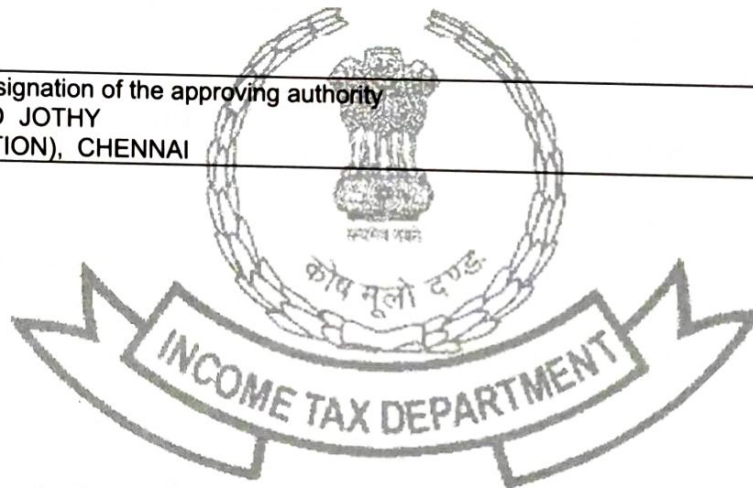 signation of the approving authority
JOTHY
TION), CHENNAI
सत्यमेव जयते
कोष मूलो दण्ड
INCOME TAX DEPARTMENT